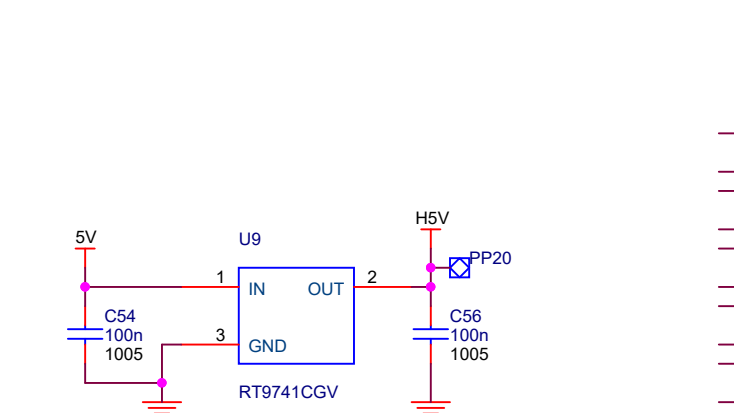 H5V
5V
U9
PP20
1
IN
OUT
2
C54
100n
1005
C56
100n
1005
3
GND
RT9741CGV